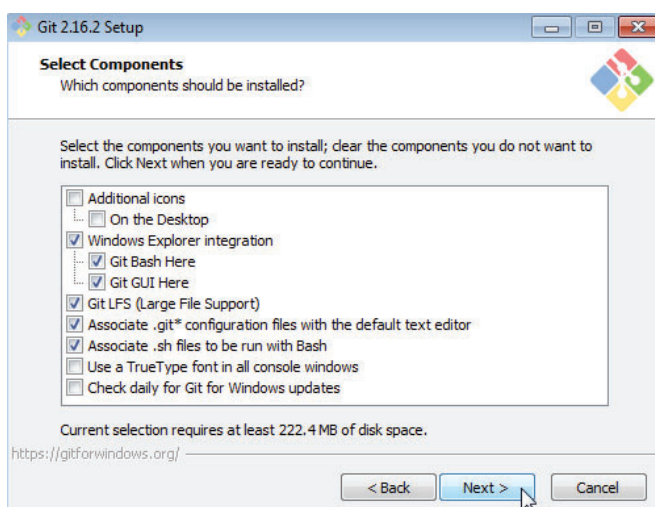 Git 2.16.2 Setup
Select Components
Which components should be installed?
Select the components you want to install; clear the components you do not want to
install. Click Next when you are ready to continue.
Additional icons
On the Desktop
Windows Explorer integration
Git Bash Here
Git GUI Here
Git LFS (Large File Support)
Associate .git* configuration files with the default text editor
Associate .sh files to be run with Bash
Use a TrueType font in all console windows
Check daily for Git for Windows updates
Current selection requires at least 222.4 MB of disk space.
https://gitforwindows.org/
< Back Next > Cancel